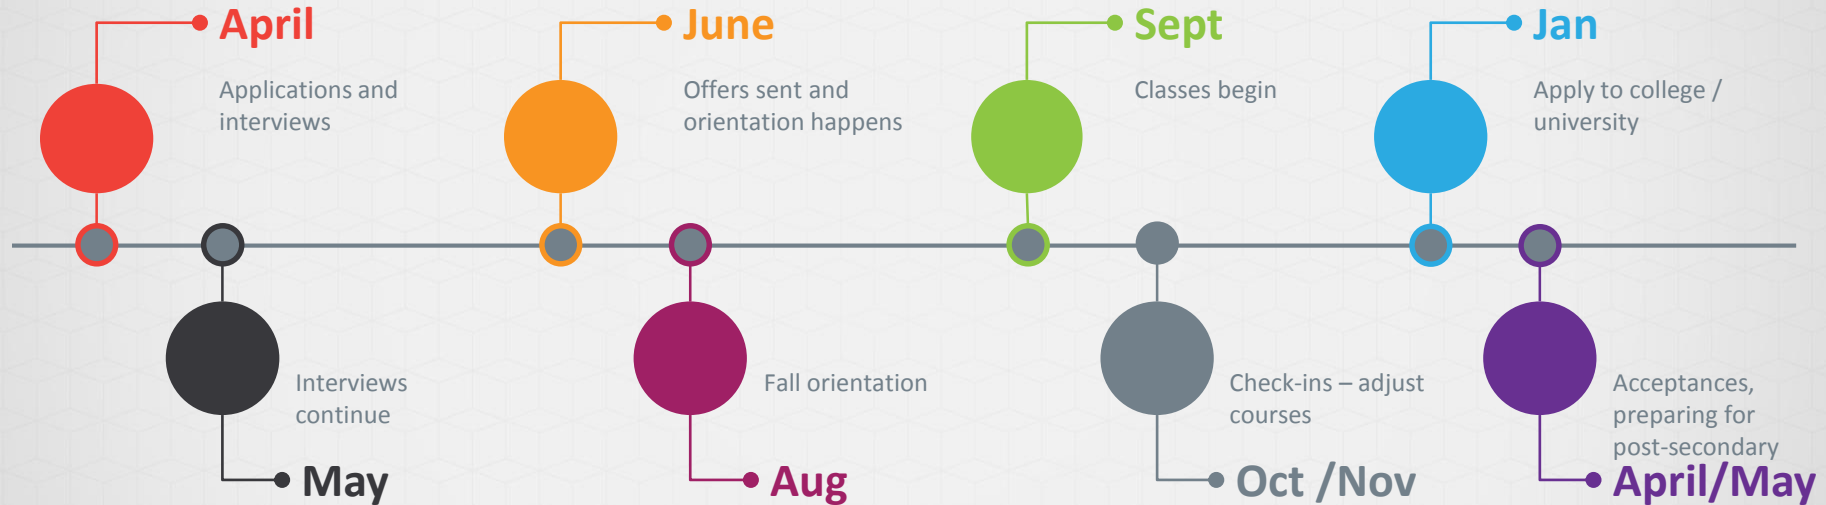 April
Applications and
interviews
Interviews
continue
May
June
Offers sent and
orientation happens
Fall orientation
Aug
Sept
Classes begin
Check-ins – adjust
courses
Oct /Nov
Jan
Apply to college /
university
Acceptances,
preparing for
post-secondary
April/May